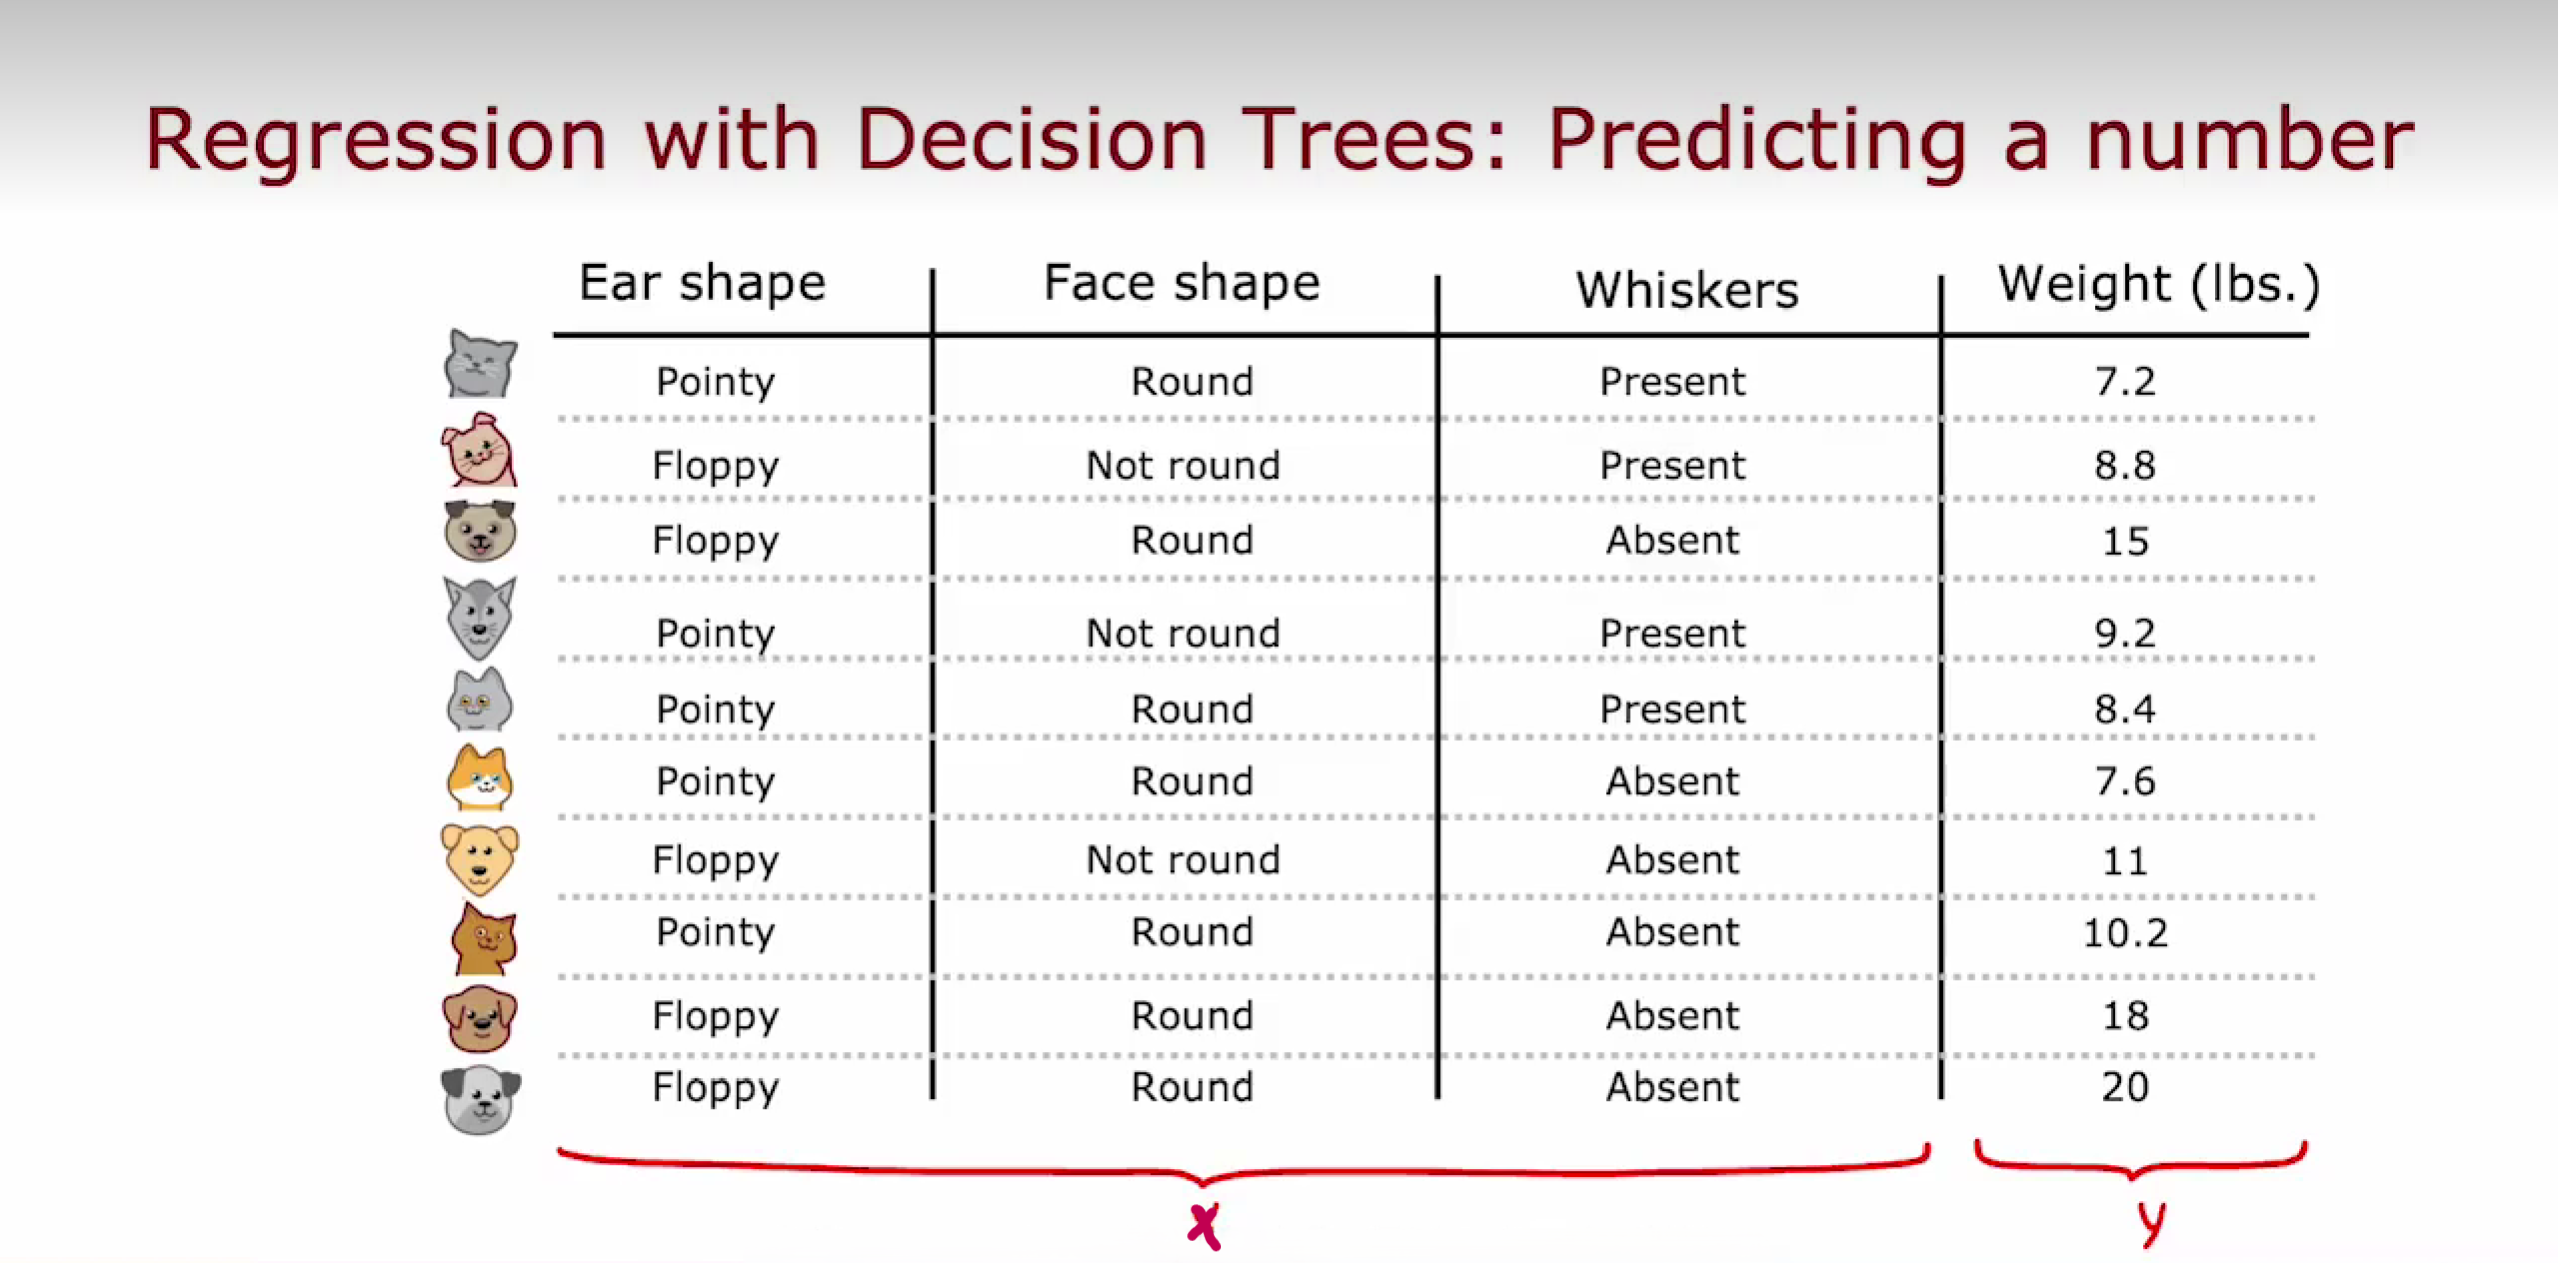 Regression with Decision Trees: Predicting a number
Ear shape Face shape Whiskers Weight (lbs.)
Pointy Round Present 7.2
Floppy Not round Present 8.8
Floppy Round Absent 15
Pointy Not round Present 9.2
Pointy Round Present 8.4
Pointy Round Absent 7.6
Floppy Not round Absent 11
Pointy Round Absent 10.2
Floppy Round Absent 18
Floppy Round Absent 20
x y